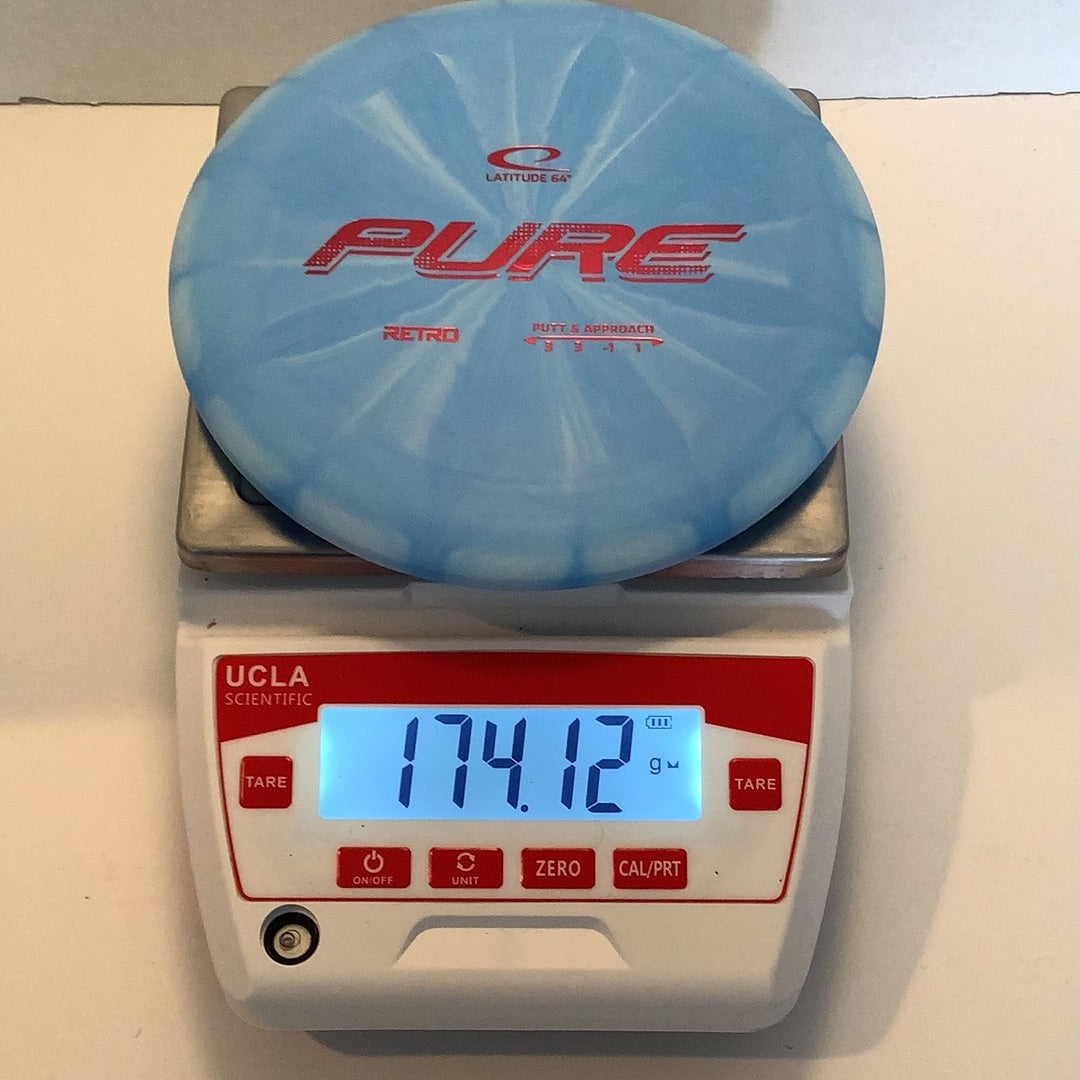 LATITUDE 64°
PURE
RETRO
PUTT & APPROACH
3 3 -1 1
UCLA
SCIENTIFIC
174.12
g
TARE
TARE
ON/OFF
UNIT
ZERO
CAL/PRT